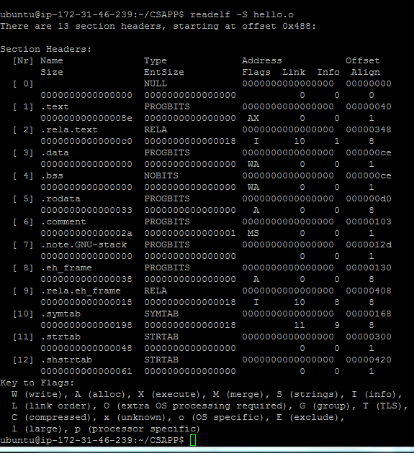 ubuntu@ip-172-31-46-239:~/CSAPP$ readelf -S hello.o
There are 13 section headers, starting at offset 0x488:

Section Headers:
  [Nr] Name              Type             Address           Offset
       Size              EntSize          Flags  Link  Info  Align
  [ 0]                   NULL             0000000000000000  00000000
       0000000000000000  0000000000000000           0     0     0
  [ 1] .text             PROGBITS         0000000000000000  00000040
       000000000000008e  0000000000000000  AX       0     0     1
  [ 2] .rela.text        RELA             0000000000000000  00000348
       00000000000000c0  0000000000000018   I      10     1     8
  [ 3] .data             PROGBITS         0000000000000000  000000ce
       0000000000000000  0000000000000000  WA       0     0     1
  [ 4] .bss              NOBITS           0000000000000000  000000ce
       0000000000000000  0000000000000000  WA       0     0     1
  [ 5] .rodata           PROGBITS         0000000000000000  000000d0
       0000000000000033  0000000000000000   A       0     0     8
  [ 6] .comment          PROGBITS         0000000000000000  00000103
       000000000000002a  0000000000000001  MS       0     0     1
  [ 7] .note.GNU-stack   PROGBITS         0000000000000000  0000012d
       0000000000000000  0000000000000000           0     0     1
  [ 8] .eh_frame         PROGBITS         0000000000000000  00000130
       0000000000000038  0000000000000000   A       0     0     8
  [ 9] .rela.eh_frame    RELA             0000000000000000  00000408
       0000000000000018  0000000000000018   I      10     8     8
  [10] .symtab           SYMTAB           0000000000000000  00000168
       0000000000000198  0000000000000018          11     9     8
  [11] .strtab           STRTAB           0000000000000000  00000300
       0000000000000048  0000000000000000           0     0     1
  [12] .shstrtab         STRTAB           0000000000000000  00000420
       0000000000000061  0000000000000000           0     0     1
Key to Flags:
  W (write), A (alloc), X (execute), M (merge), S (strings), I (info),
  L (link order), O (extra OS processing required), G (group), T (TLS),
  C (compressed), x (unknown), o (OS specific), E (exclude),
  l (large), p (processor specific)
ubuntu@ip-172-31-46-239:~/CSAPP$